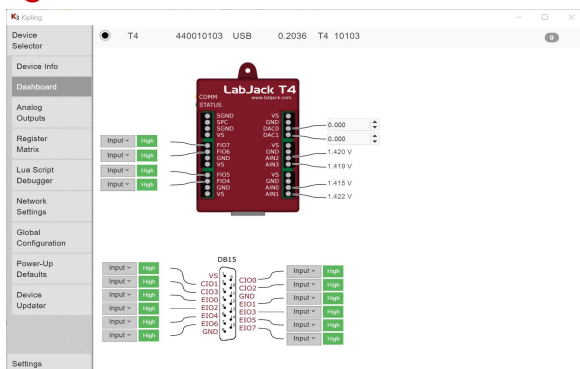 K3 Kipling
Device Selector
T4 440010103 USB 0.2036 T4 10103
0
Device Info
Dashboard
Analog Outputs
Register Matrix
Lua Script Debugger
Network Settings
Global Configuration
Power-Up Defaults
Device Updater
Settings
LabJack T4
www.labjack.com
COMM
STATUS
SGND VS
SPC GND
SGND DAC0 0.000
VS DAC1 0.000
Input High FIO7 VS
Input High FIO6 GND
GND AIN2 1.420 V
VS AIN3 1.419 V
Input High
Input High
Input High FIO5 VS
Input High FIO4 GND
GND AIN0 1.415 V
VS AIN1 1.422 V
DB15
Input High VS CIO0 Input High
Input High CIO1 CIO2 Input High
Input High CIO3 GND
Input High EIO0 EIO1 Input High
Input High EIO2 EIO3 Input High
Input High EIO4 EIO5 Input High
EIO6 EIO7 Input High
GND